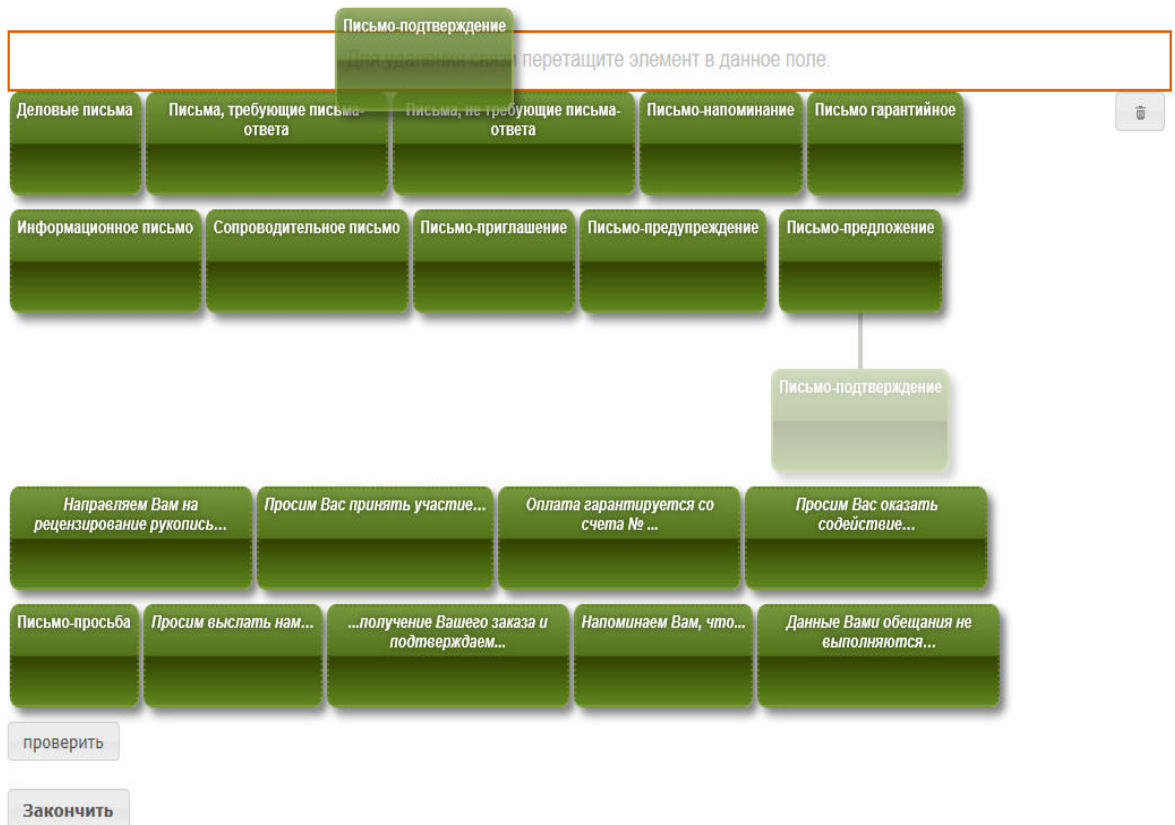 Письмо-подтверждение
Для удаления связи перетащите элемент в данное поле.
Деловые письма
Письма, требующие письма-
ответа
Письма, не требующие письма-
ответа
Письмо-напоминание
Письмо гарантийное
Информационное письмо
Сопроводительное письмо
Письмо-приглашение
Письмо-предупреждение
Письмо-предложение
Письмо-подтверждение
Направляем Вам на
рецензирование рукопись...
Просим Вас принять участие...
Оплата гарантируется со
счета № ...
Просим Вас оказать
содействие...
Письмо-просьба
Просим выслать нам...
...получение Вашего заказа и
подтверждаем...
Напоминаем Вам, что...
Данные Вами обещания не
выполняются...
проверить
Закончить